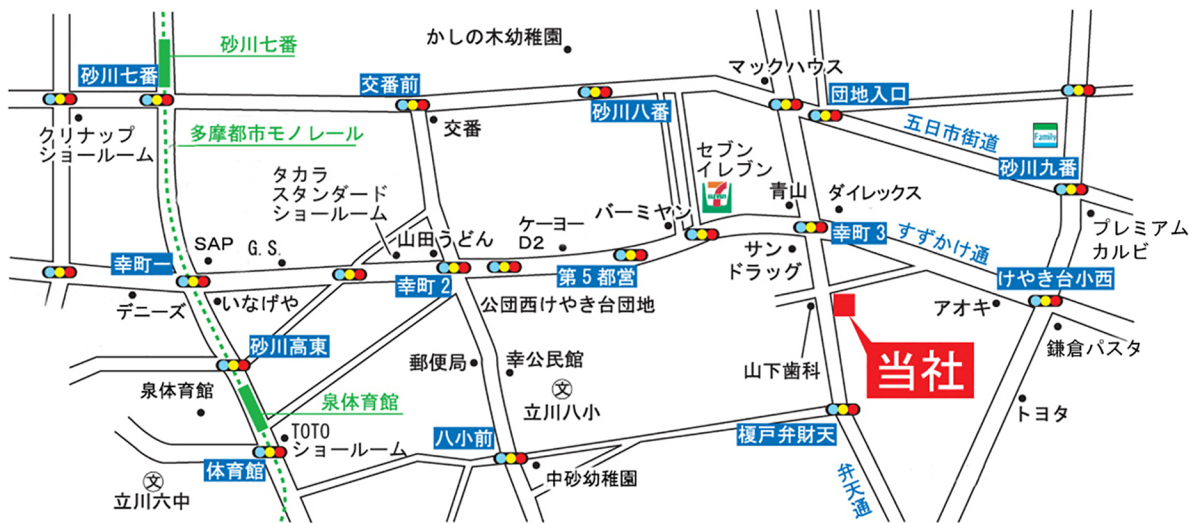 かしの木幼稚園
砂川七番
砂川七番
交番前
マックハウス
団地入口
砂川八番
交番
クリナップ
ショールーム
多摩都市モノレール
五日市街道
Family
砂川九番
セブン
イレブン
7
ELEVEN
タカラ
スタンダード
ショールーム
青山
ダイレックス
バーミヤン
プレミアム
カルビ
ケーヨー
D2
山田うどん
SAP
G.S.
幸町3
すずかけ通
サン
ドラッグ
幸町一
第5都営
けやき台小西
幸町2
デニーズ
いなげや
公団西けやき台団地
アオキ
砂川高東
鎌倉パスタ
郵便局
幸公民館
山下歯科
当社
泉体育館
泉体育館
文
立川八小
トヨタ
TOTO
ショールーム
八小前
榎戸弁財天
体育館
中砂幼稚園
弁天通
文
立川六中